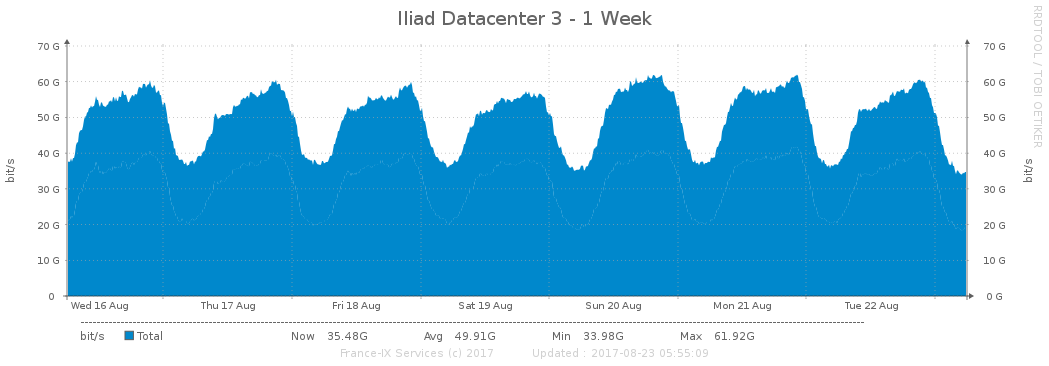 Iliad Datacenter 3 - 1 Week
RRDTOOL / TOBI OETIKER
bit/s
70 G
60 G
50 G
40 G
30 G
20 G
10 G
0
70 G
60 G
50 G
40 G
30 G
20 G
10 G
0 G
bit/s
Wed 16 Aug Thu 17 Aug Fri 18 Aug Sat 19 Aug Sun 20 Aug Mon 21 Aug Tue 22 Aug
bit/s Total Now 35.48G Avg 49.91G Min 33.98G Max 61.92G
France-IX Services (c) 2017 Updated : 2017-08-23 05:55:09